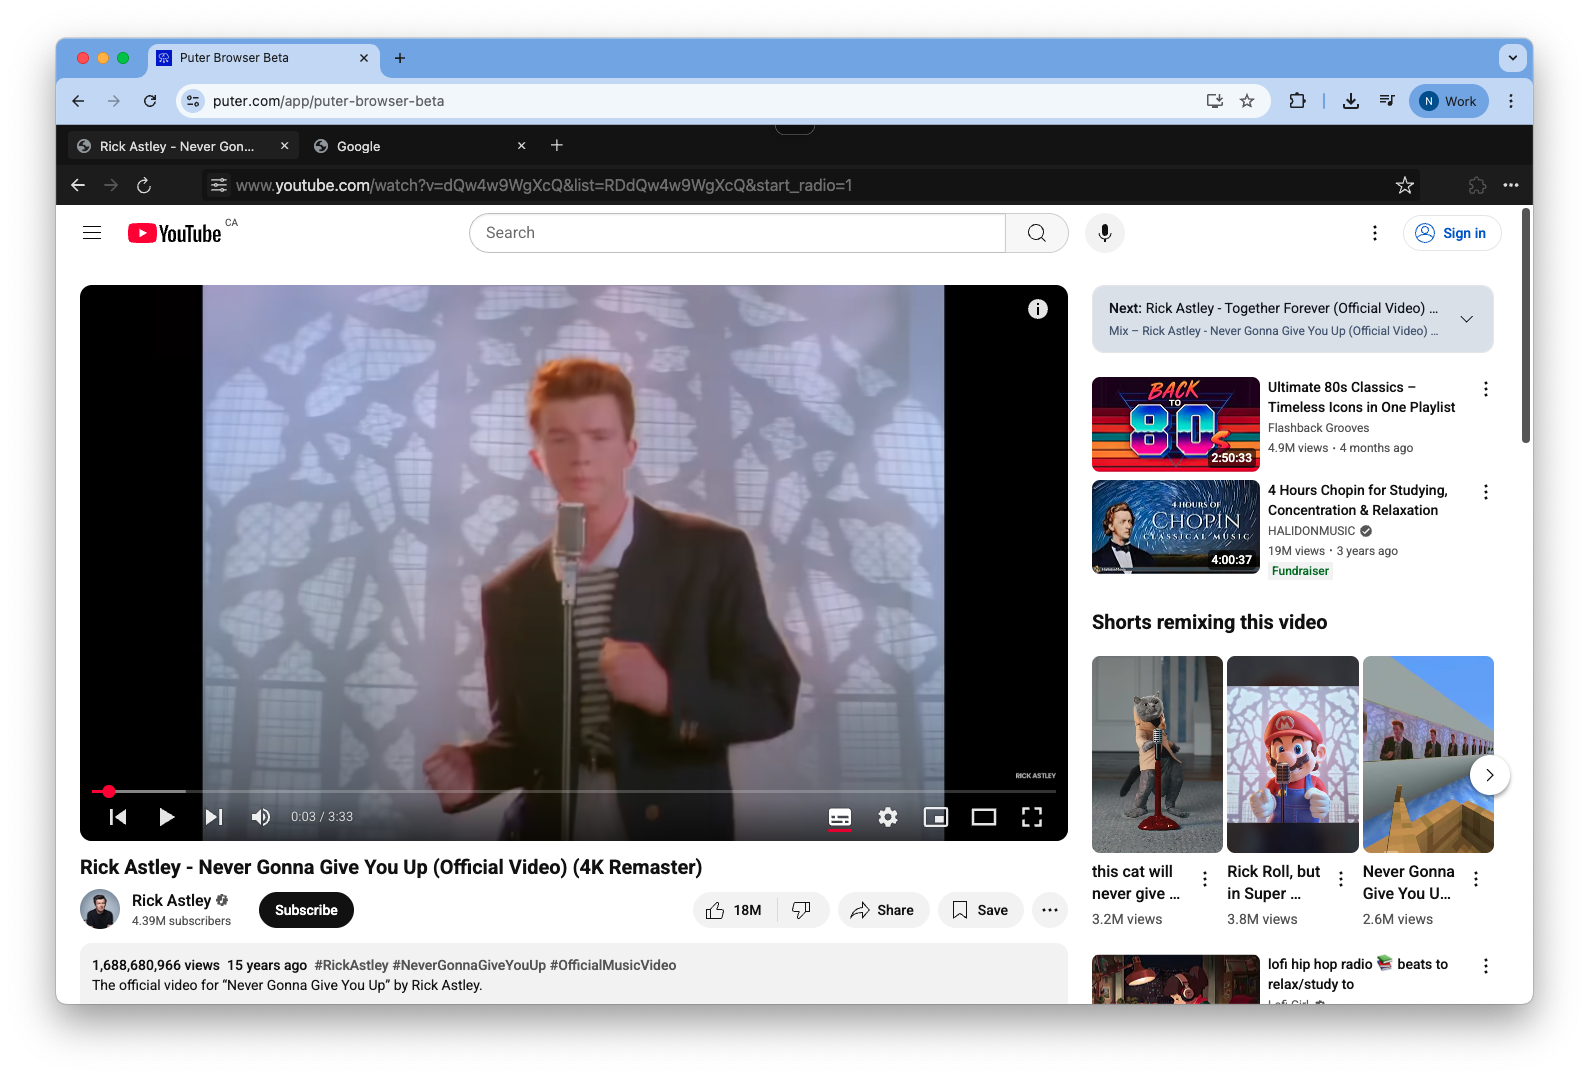 Puter Browser Beta
puter.com/app/puter-browser-beta
N Work
Rick Astley - Never Gon...
Google
www.youtube.com/watch?v=dQw4w9WgXcQ&list=RDdQw4w9WgXcQ&start_radio=1
YouTube CA
Search
Sign in
RICK ASTLEY
0:03 / 3:33
Rick Astley - Never Gonna Give You Up (Official Video) (4K Remaster)
Rick Astley
4.39M subscribers
Subscribe
18M
Share
Save
1,688,680,966 views 15 years ago #RickAstley #NeverGonnaGiveYouUp #OfficialMusicVideo
The official video for “Never Gonna Give You Up” by Rick Astley.
Next: Rick Astley - Together Forever (Official Video) ...
Mix – Rick Astley - Never Gonna Give You Up (Official Video) ...
BACK
TO
80s
2:50:33
Ultimate 80s Classics –
Timeless Icons in One Playlist
Flashback Grooves
4.9M views • 4 months ago
4 HOURS OF
CHOPIN
CLASSICAL MUSIC
4:00:37
4 Hours Chopin for Studying,
Concentration & Relaxation
HALIDONMUSIC
19M views • 3 years ago
Fundraiser
Shorts remixing this video
M
this cat will
never give ...
3.2M views
Rick Roll, but
in Super ...
3.8M views
Never Gonna
Give You U...
2.6M views
lofi hip hop radio 📚 beats to
relax/study to
Lofi Girl